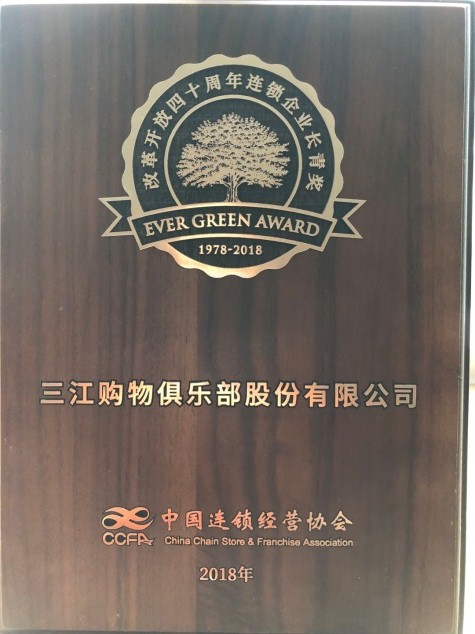 改革开放四十周年连锁企业长青奖
EVER GREEN AWARD
1978-2018
三江购物俱乐部股份有限公司
CCFA 中国连锁经营协会
China Chain Store & Franchise Association
2018年